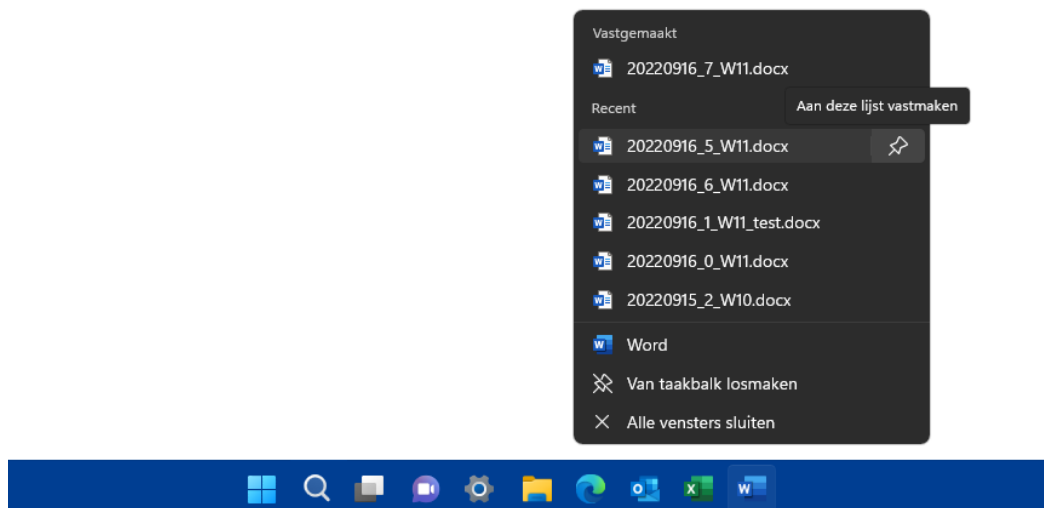 Vastgemaakt
20220916_7_W11.docx
Recent
Aan deze lijst vastmaken
20220916_5_W11.docx
20220916_6_W11.docx
20220916_1_W11_test.docx
20220916_0_W11.docx
20220915_2_W10.docx
Word
Van taakbalk losmaken
Alle vensters sluiten